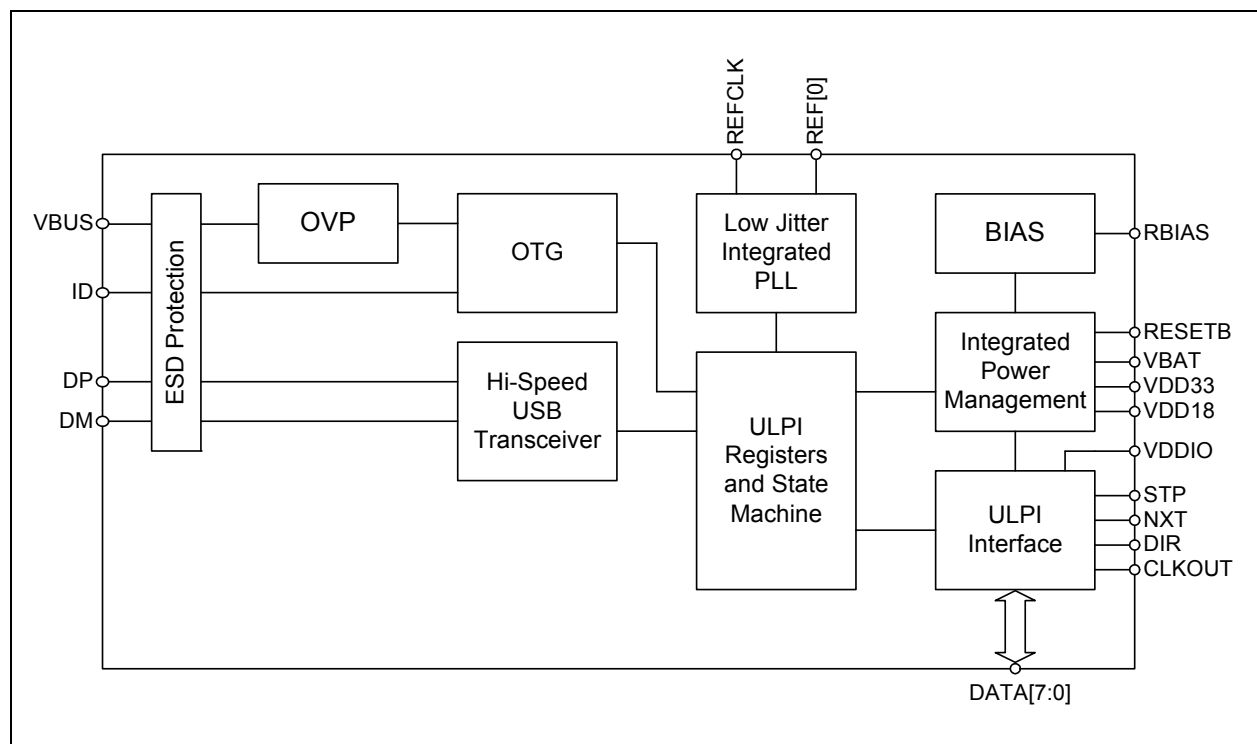 REFCLK
REF[0]
VBUS
ID
DP
DM
ESD Protection
OVP
OTG
Hi-Speed
USB
Transceiver
Low Jitter
Integrated
PLL
ULPI
Registers
and State
Machine
BIAS
Integrated
Power
Management
ULPI
Interface
RBIAS
RESETB
VBAT
VDD33
VDD18
VDDIO
STP
NXT
DIR
CLKOUT
DATA[7:0]